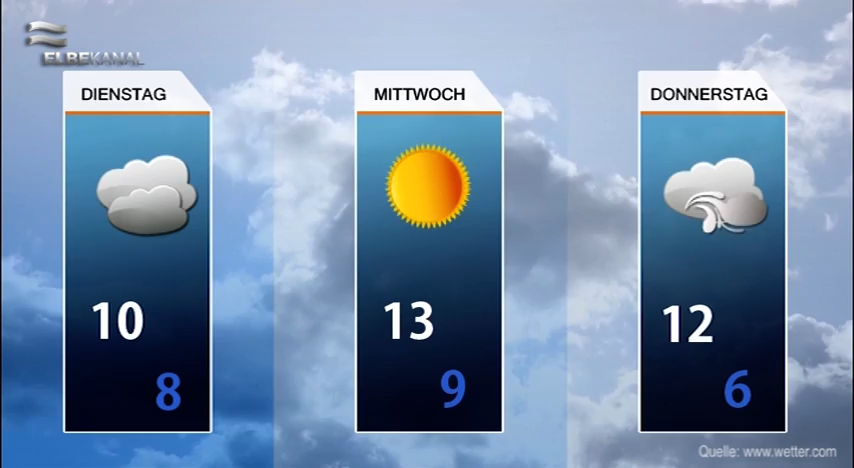 ELBEKANAL
DIENSTAG
10
8
MITTWOCH
13
9
DONNERSTAG
12
6
Quelle: www.wetter.com